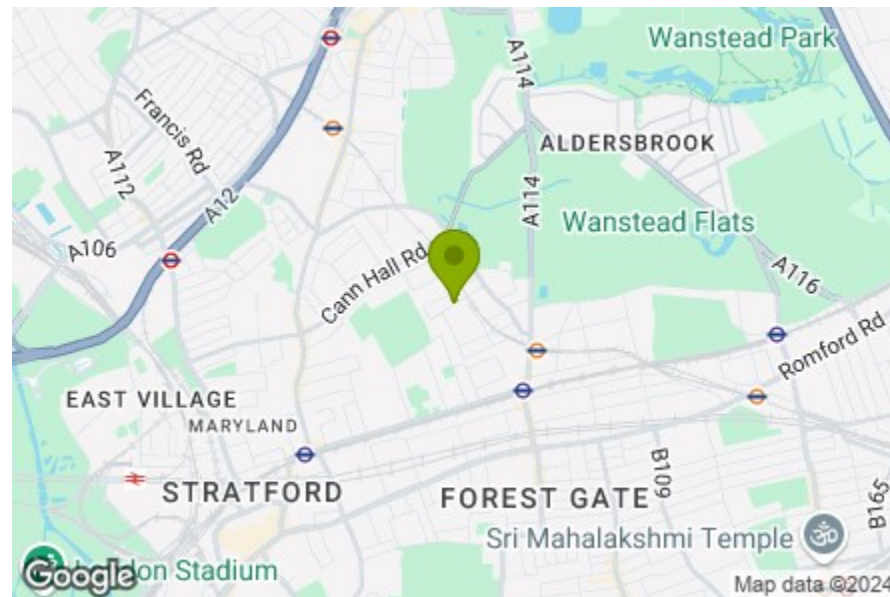 Wanstead Park
A114
Francis Rd
ALDERSBROOK
A112
A12
A114
Wanstead Flats
A106
Cann Hall Rd
A116
Romford Rd
EAST VILLAGE
MARYLAND
STRATFORD
FOREST GATE
B109
B165
Sri Mahalakshmi Temple
London Stadium
Google
Map data ©2024